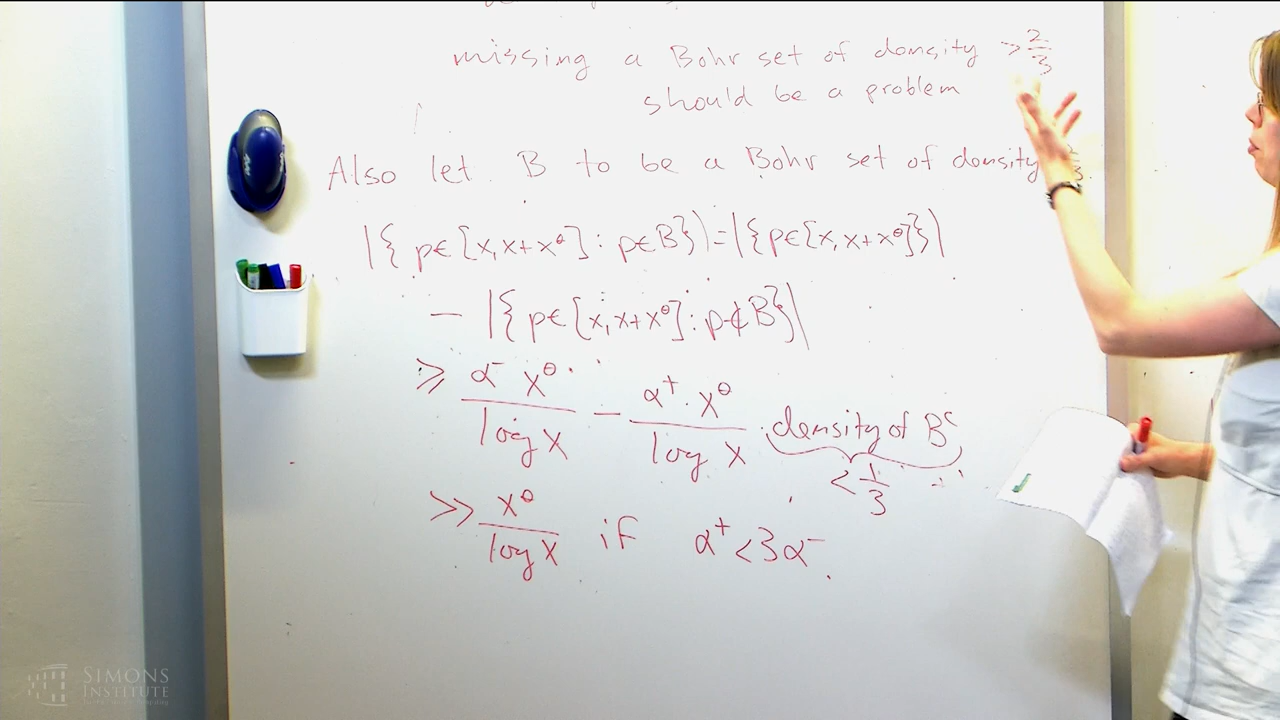 missing a Bohr set of density > 2/3
should be a problem
Also let B to be a Bohr set of density
|{p∈[x,x+x^θ]: p∈B}|=|{p∈[x,x+x^θ]}|
− |{p∈[x,x+x^θ]: p∉B}|
≥ α⁻ x^θ / log x − α⁺·x^θ / log x · density of B^c
< 1/3
≫ x^θ / log x if α⁺<3α⁻.
SIMONS
INSTITUTE